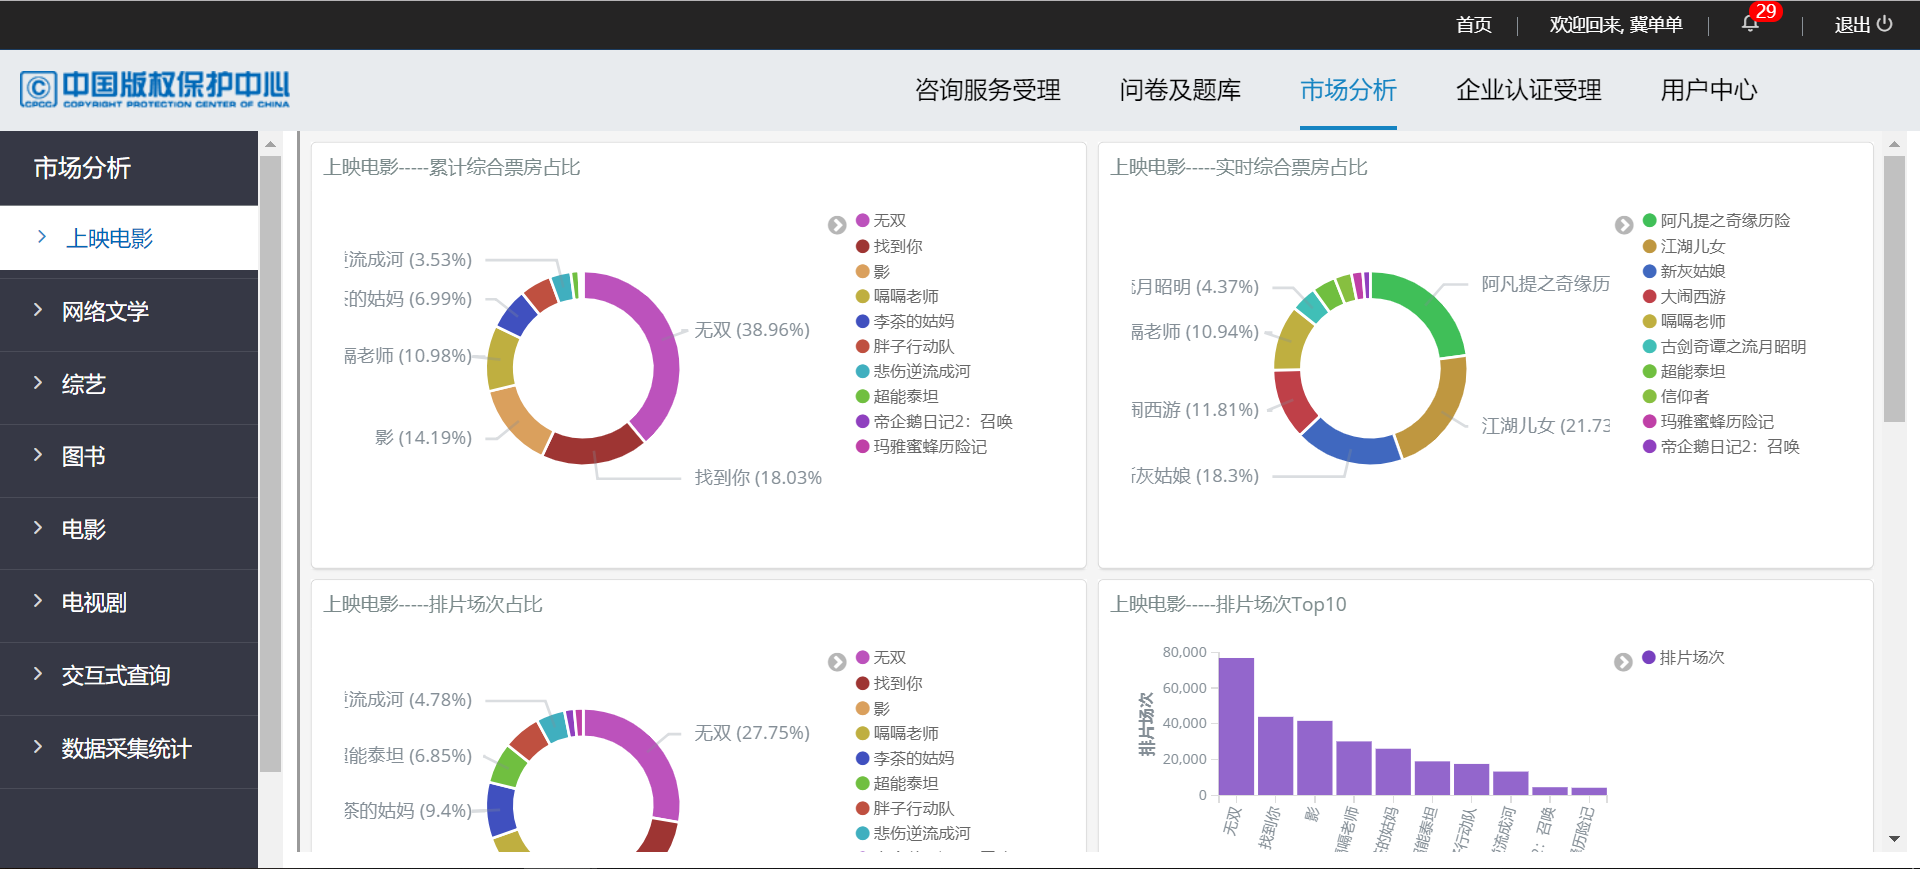 首页
欢迎回来, 冀单单
29
退出
中国版权保护中心
CPCC COPYRIGHT PROTECTION CENTER OF CHINA
咨询服务受理
问卷及题库
市场分析
企业认证受理
用户中心
市场分析
上映电影
网络文学
综艺
图书
电影
电视剧
交互式查询
数据采集统计
上映电影-----累计综合票房占比
流成河 (3.53%)
的姑妈 (6.99%)
老师 (10.98%)
影 (14.19%)
无双 (38.96%)
找到你 (18.03%
无双
找到你
影
嗝嗝老师
李茶的姑妈
胖子行动队
悲伤逆流成河
超能泰坦
帝企鹅日记2：召唤
玛雅蜜蜂历险记
上映电影-----实时综合票房占比
月昭明 (4.37%)
老师 (10.94%)
闹西游 (11.81%)
灰姑娘 (18.3%)
阿凡提之奇缘历
江湖儿女 (21.73
阿凡提之奇缘历险
江湖儿女
新灰姑娘
大闹西游
嗝嗝老师
古剑奇谭之流月昭明
超能泰坦
信仰者
玛雅蜜蜂历险记
帝企鹅日记2：召唤
上映电影-----排片场次占比
流成河 (4.78%)
能泰坦 (6.85%)
茶的姑妈 (9.4%)
无双 (27.75%)
无双
找到你
影
嗝嗝老师
李茶的姑妈
超能泰坦
胖子行动队
悲伤逆流成河
上映电影-----排片场次Top10
80,000
60,000
40,000
20,000
0
排片场次
无双
找到你
影
嗝老师
的姑妈
能泰坦
行动队
流成河
2：召唤
历险记
排片场次